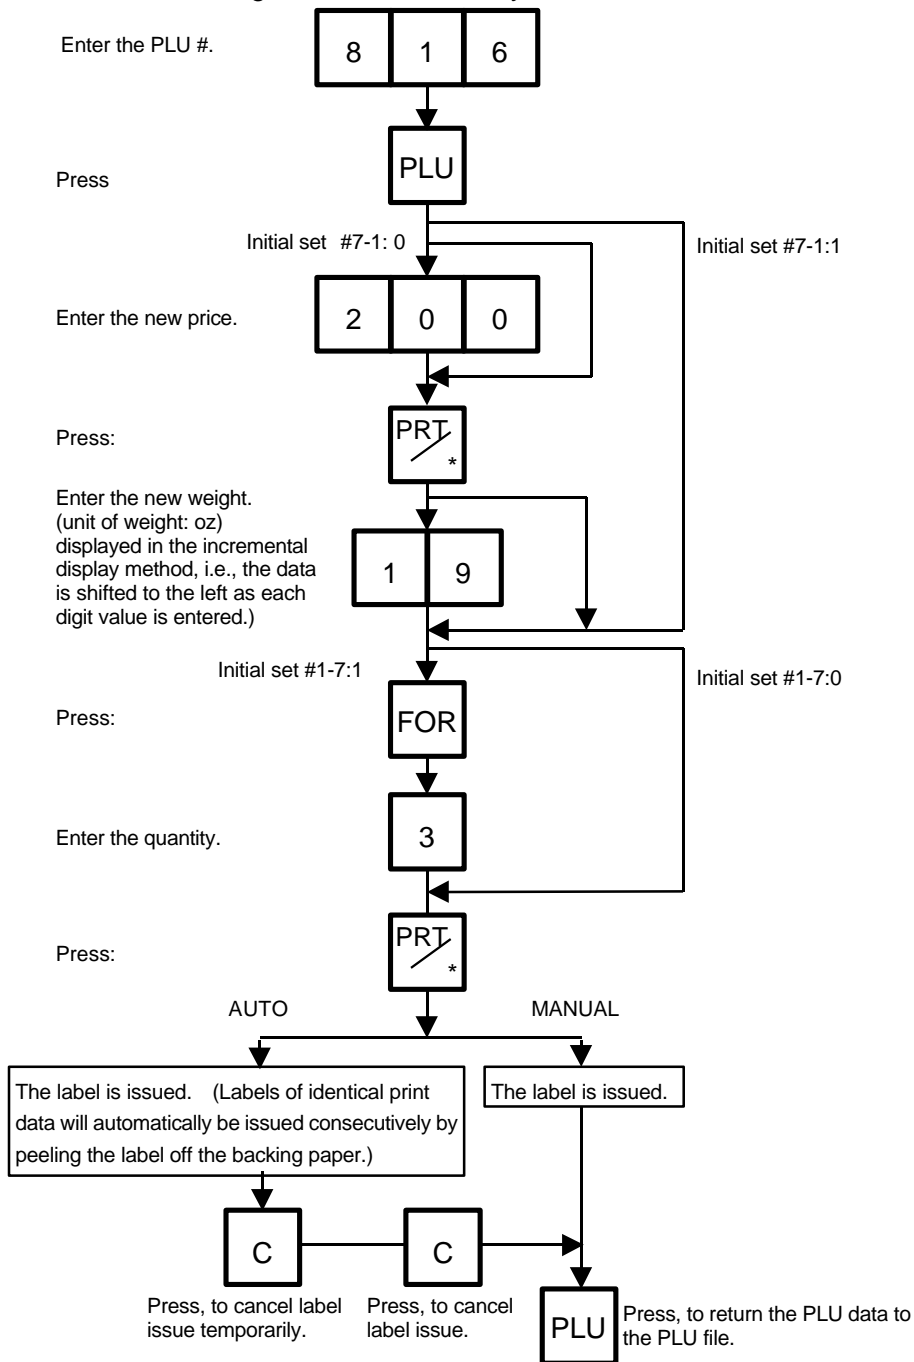 Enter the PLU #.
8 1 6
Press
PLU
Initial set #7-1: 0
Initial set #7-1:1
Enter the new price.
2 0 0
Press:
PRT
*
Enter the new weight.
(unit of weight: oz)
displayed in the incremental
display method, i.e., the data
is shifted to the left as each
digit value is entered.)
1 9
Initial set #1-7:1
Initial set #1-7:0
Press:
FOR
Enter the quantity.
3
Press:
PRT
*
AUTO
MANUAL
The label is issued. (Labels of identical print
data will automatically be issued consecutively by
peeling the label off the backing paper.)
The label is issued.
C
C
Press, to cancel label
issue temporarily.
Press, to cancel
label issue.
PLU
Press, to return the PLU data to
the PLU file.